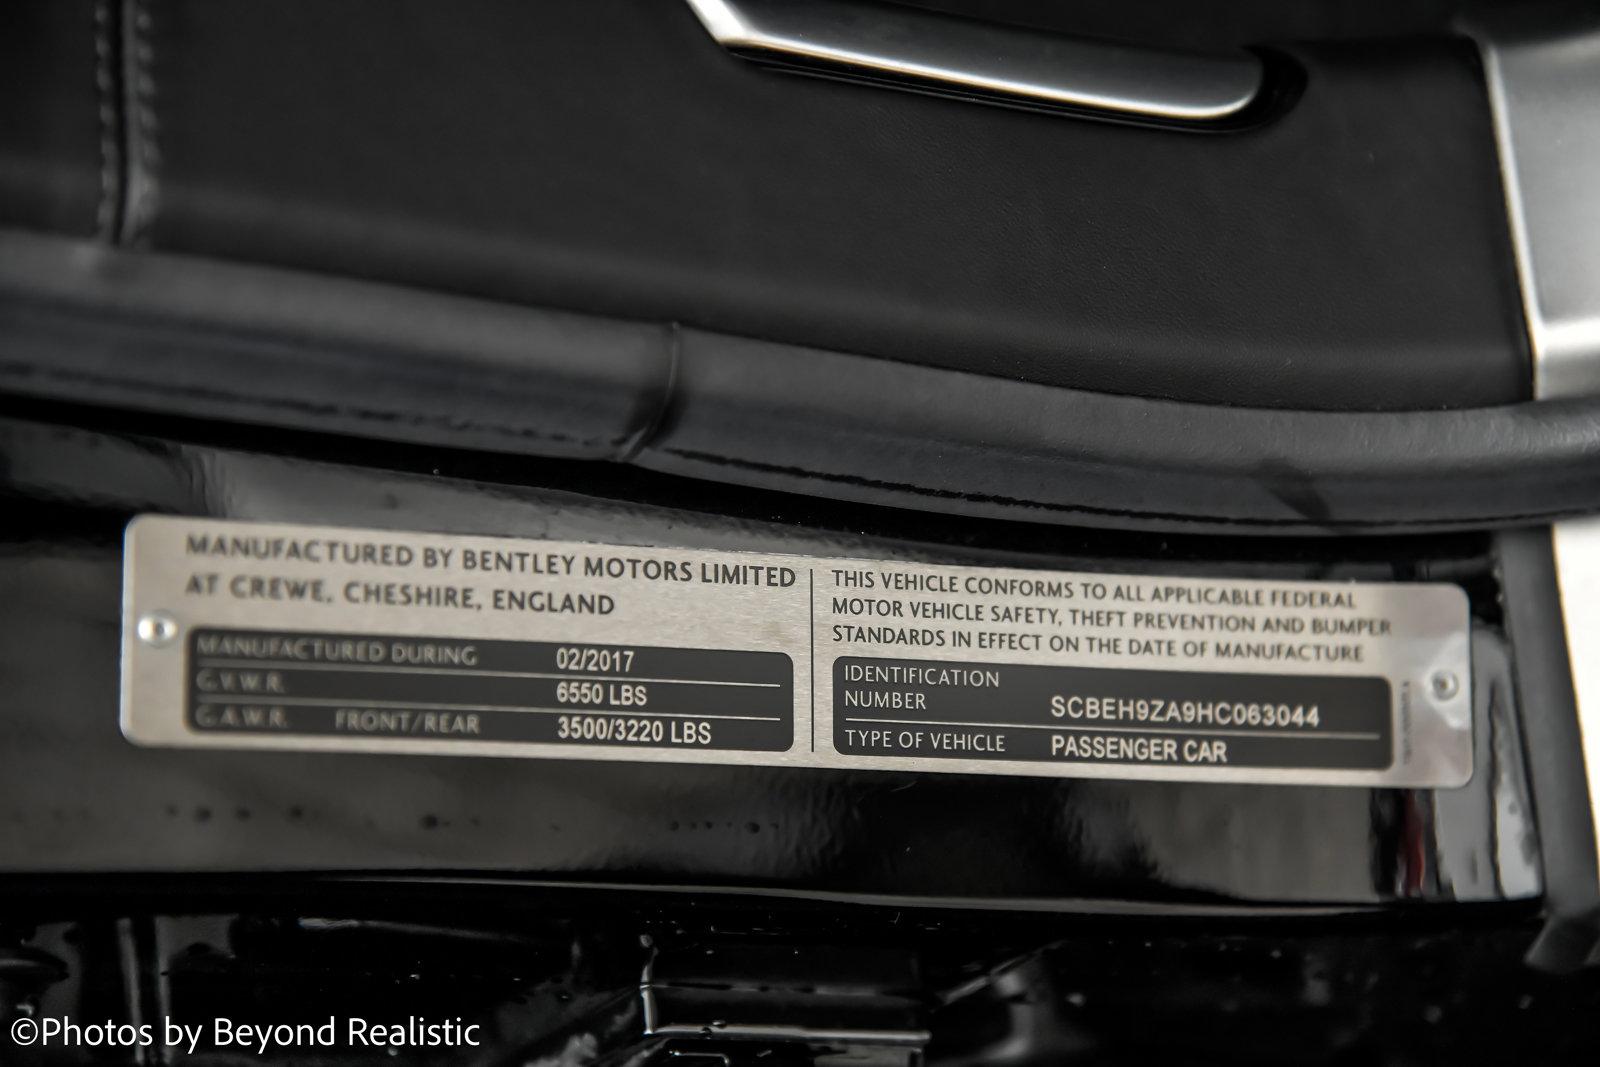 MANUFACTURED BY BENTLEY MOTORS LIMITED
AT CREWE, CHESHIRE, ENGLAND
MANUFACTURED DURING 02/2017
G.V.W.R. 6550 LBS
G.A.W.R. FRONT/REAR 3500/3220 LBS
THIS VEHICLE CONFORMS TO ALL APPLICABLE FEDERAL
MOTOR VEHICLE SAFETY, THEFT PREVENTION AND BUMPER
STANDARDS IN EFFECT ON THE DATE OF MANUFACTURE
IDENTIFICATION
NUMBER SCBEH9ZA9HC063044
TYPE OF VEHICLE PASSENGER CAR
©Photos by Beyond Realistic